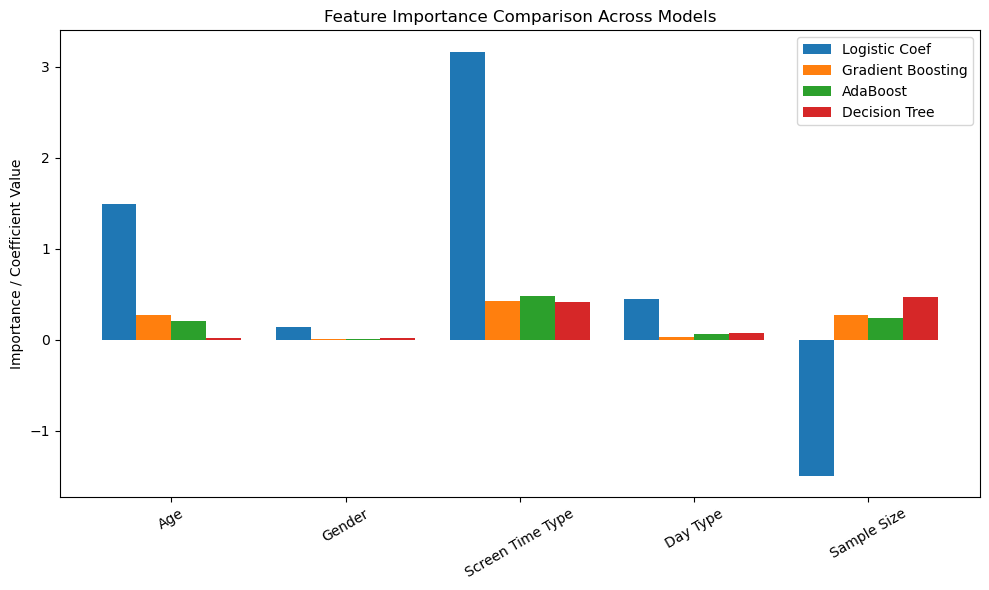 Feature Importance Comparison Across Models
Logistic Coef
Gradient Boosting
AdaBoost
Decision Tree
Importance / Coefficient Value
3
2
1
0
−1
Age
Gender
Screen Time Type
Day Type
Sample Size